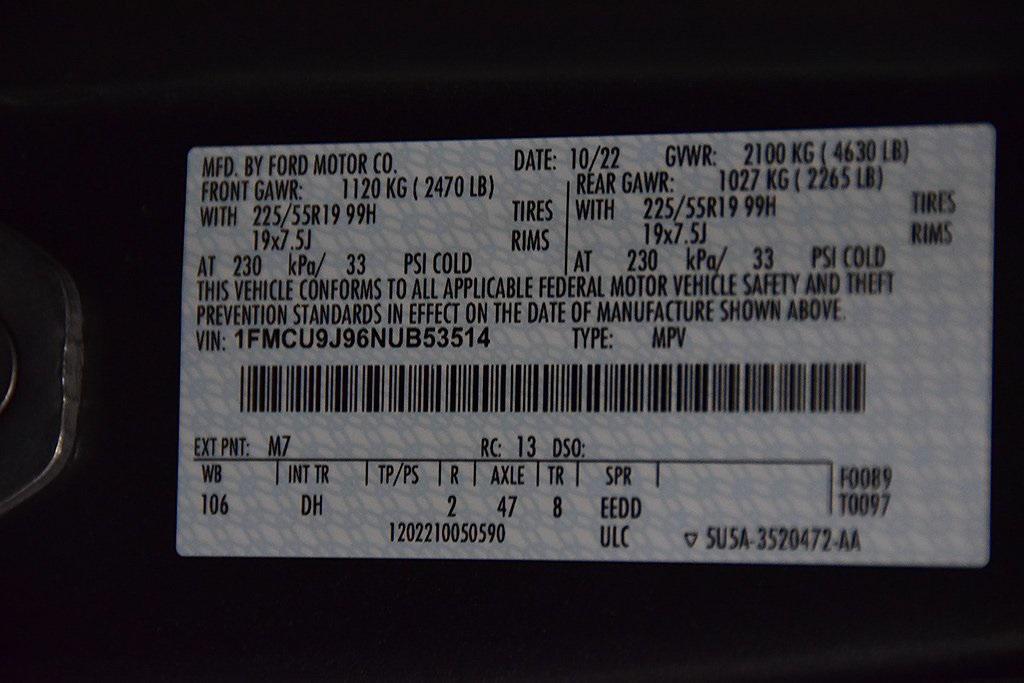 MFD. BY FORD MOTOR CO. DATE: 10/22 GVWR: 2100 KG ( 4630 LB)
FRONT GAWR: 1120 KG ( 2470 LB) REAR GAWR: 1027 KG ( 2265 LB)
WITH 225/55R19 99H TIRES WITH 225/55R19 99H TIRES
19x7.5J RIMS 19x7.5J RIMS
AT 230 kPa/ 33 PSI COLD AT 230 kPa/ 33 PSI COLD
THIS VEHICLE CONFORMS TO ALL APPLICABLE FEDERAL MOTOR VEHICLE SAFETY AND THEFT
PREVENTION STANDARDS IN EFFECT ON THE DATE OF MANUFACTURE SHOWN ABOVE.
VIN: 1FMCU9J96NUB53514 TYPE: MPV
EXT PNT: M7 RC: 13 DSO:
WB INT TR TP/PS R AXLE TR SPR F0089
106 DH 2 47 8 EEDD T0097
1202210050590 ULC ▽ 5U5A-3520472-AA